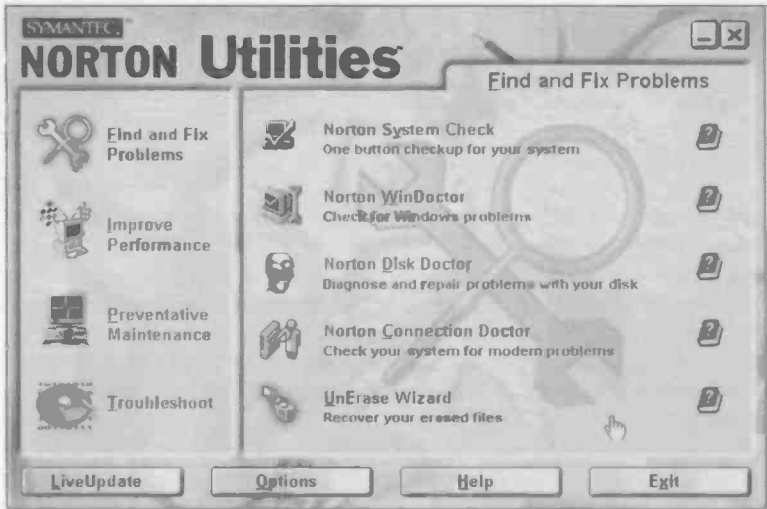 SYMANTEC.
NORTON Utilities
Find and Fix Problems
Find and Fix
Problems
Improve
Performance
Preventative
Maintenance
Troubleshoot
Norton System Check
One button checkup for your system
Norton WinDoctor
Check for Windows problems
Norton Disk Doctor
Diagnose and repair problems with your disk
Norton Connection Doctor
Check your system for modem problems
UnErase Wizard
Recover your erased files
LiveUpdate
Options
Help
Exit